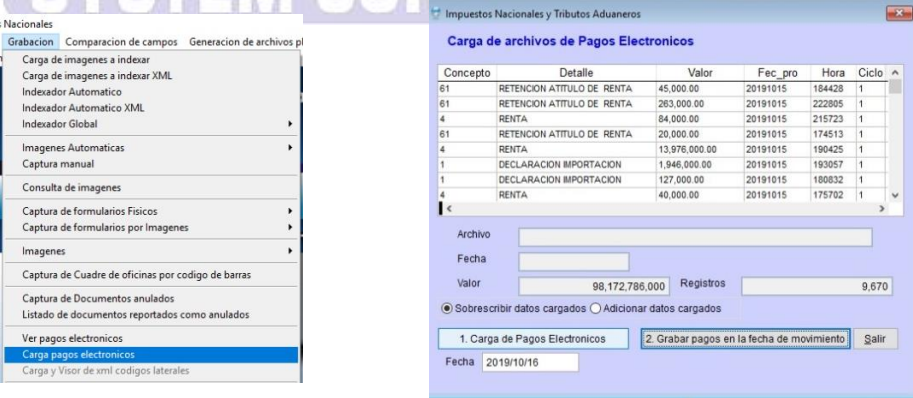 s Nacionales
Grabacion Comparacion de campos Generacion de archivos pl
Carga de imagenes a indexar
Carga de imagenes a indexar XML
Indexador Automatico
Indexador Automatico XML
Indexador Global
Imagenes Automaticas
Captura manual
Consulta de imagenes
Captura de formularios Fisicos
Captura de formularios por Imagenes
Imagenes
Captura de Cuadre de oficinas por codigo de barras
Captura de Documentos anulados
Listado de documentos reportados como anulados
Ver pagos electronicos
Carga pagos electronicos
Carga y Visor de xml codigos laterales
Impuestos Nacionales y Tributos Aduaneros
Carga de archivos de Pagos Electronicos
Concepto Detalle Valor Fec_pro Hora Ciclo
61 RETENCION ATITULO DE RENTA 45,000.00 20191015 184428 1
61 RETENCION ATITULO DE RENTA 263,000.00 20191015 222805 1
4 RENTA 84,000.00 20191015 215723 1
61 RETENCION ATITULO DE RENTA 20,000.00 20191015 174513 1
4 RENTA 13,976,000.00 20191015 190425 1
1 DECLARACION IMPORTACION 1,946,000.00 20191015 193057 1
1 DECLARACION IMPORTACION 127,000.00 20191015 180832 1
4 RENTA 40,000.00 20191015 175702 1
Archivo
Fecha
Valor 98,172,786,000 Registros 9,670
Sobrescribir datos cargados Adicionar datos cargados
1. Carga de Pagos Electronicos 2. Grabar pagos en la fecha de movimiento Salir
Fecha 2019/10/16